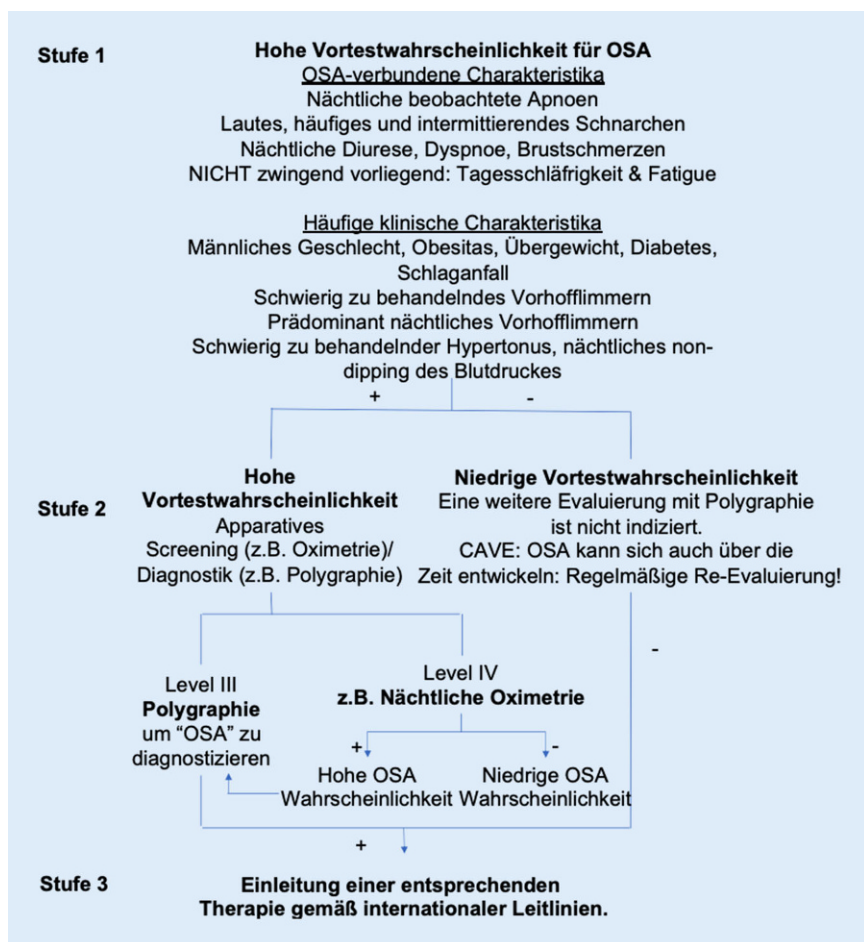 Stufe 1
Hohe Vortestwahrscheinlichkeit für OSA
OSA-verbundene Charakteristika
Nächtliche beobachtete Apnoen
Lautes, häufiges und intermittierendes Schnarchen
Nächtliche Diurese, Dyspnoe, Brustschmerzen
NICHT zwingend vorliegend: Tagesschläfrigkeit & Fatigue
Häufige klinische Charakteristika
Männliches Geschlecht, Obesitas, Übergewicht, Diabetes,
Schlaganfall
Schwierig zu behandelndes Vorhofflimmern
Prädominant nächtliches Vorhofflimmern
Schwierig zu behandelnder Hypertonus, nächtliches non-
dipping des Blutdruckes
+
-
Stufe 2
Hohe
Vortestwahrscheinlichkeit
Apparatives
Screening (z.B. Oximetrie)/
Diagnostik (z.B. Polygraphie)
Niedrige Vortestwahrscheinlichkeit
Eine weitere Evaluierung mit Polygraphie
ist nicht indiziert.
CAVE: OSA kann sich auch über die
Zeit entwickeln: Regelmäßige Re-Evaluierung!
-
Level III
Polygraphie
um “OSA” zu
diagnostizieren
Level IV
z.B. Nächtliche Oximetrie
+
-
Hohe OSA
Wahrscheinlichkeit
Niedrige OSA
Wahrscheinlichkeit
+
Stufe 3
Einleitung einer entsprechenden
Therapie gemäß internationaler Leitlinien.